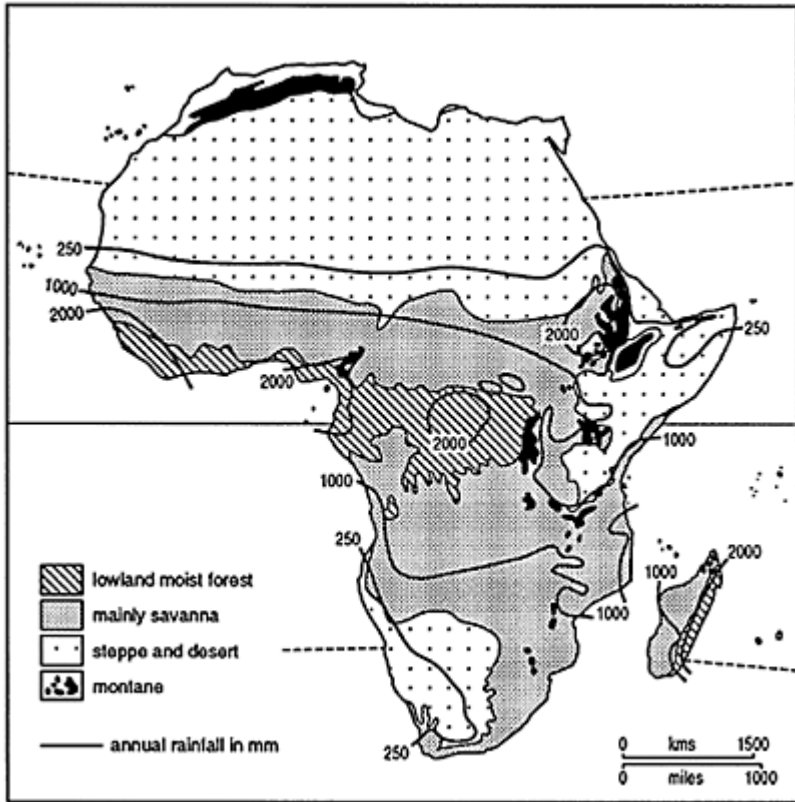 250
1000
2000
2000
2000
250
2000
1000
1000
250
2000
1000
1000
250
lowland moist forest
mainly savanna
steppe and desert
montane
annual rainfall in mm
0 kms 1500
0 miles 1000